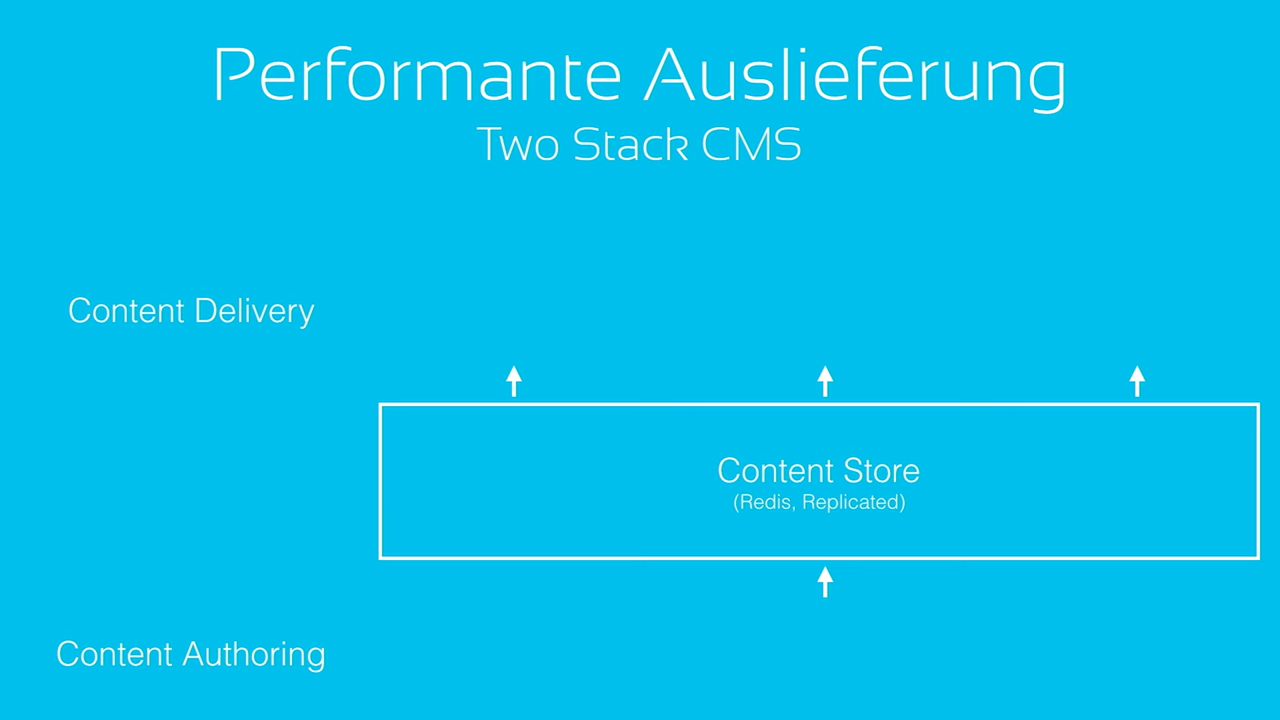 Performante Auslieferung
Two Stack CMS
Content Delivery
Content Store
(Redis, Replicated)
Content Authoring